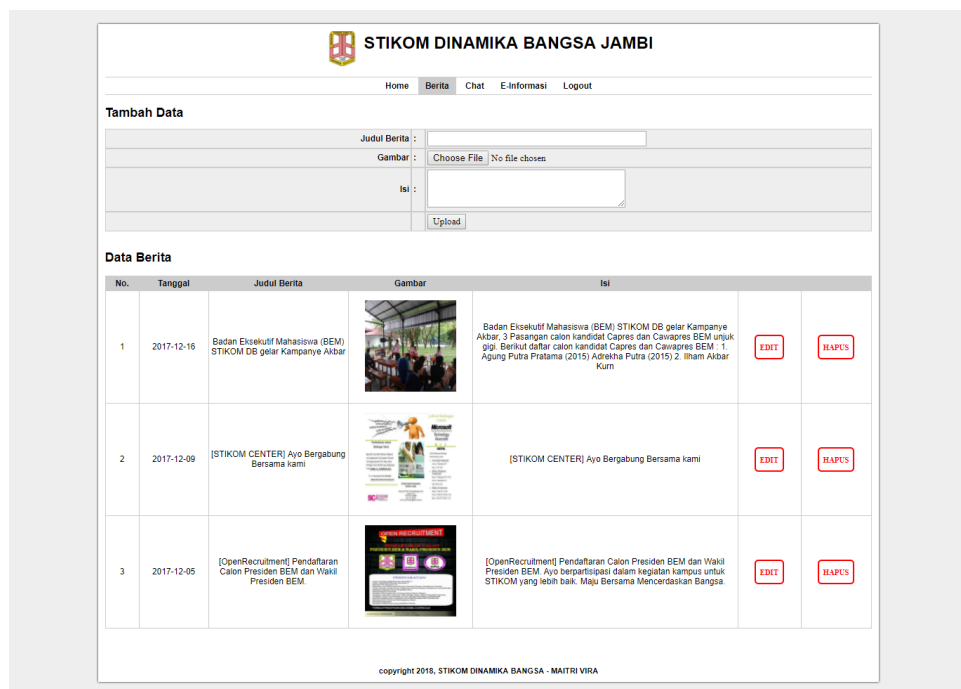 STIKOM DINAMIKA BANGSA JAMBI
Home Berita Chat E-Informasi Logout
Tambah Data
Judul Berita :
Gambar : Choose File No file chosen
Isi :
Upload
Data Berita
No. Tanggal Judul Berita Gambar Isi
1 2017-12-16
Badan Eksekutif Mahasiswa (BEM)
STIKOM DB gelar Kampanye Akbar
Badan Eksekutif Mahasiswa (BEM) STIKOM DB gelar Kampanye
Akbar, 3 Pasangan calon kandidat Capres dan Cawapres BEM unjuk
gigi. Berikut daftar calon kandidat Capres dan Cawapres BEM : 1.
Agung Putra Pratama (2015) Adrekha Putra (2015) 2. Ilham Akbar
Kurn
EDIT HAPUS
2 2017-12-09
[STIKOM CENTER] Ayo Bergabung
Bersama kami
Microsoft
[STIKOM CENTER] Ayo Bergabung Bersama kami
EDIT HAPUS
3 2017-12-05
[OpenRecruitment] Pendaftaran
Calon Presiden BEM dan Wakil
Presiden BEM.
OPEN RECRUITMENT
PRESIDEN BEM & WAKIL PRESIDEN BEM
[OpenRecruitment] Pendaftaran Calon Presiden BEM dan Wakil
Presiden BEM. Ayo berpartisipasi dalam kegiatan kampus untuk
STIKOM yang lebih baik. Maju Bersama Mencerdaskan Bangsa.
EDIT HAPUS
copyright 2018, STIKOM DINAMIKA BANGSA - MAITRI VIRA